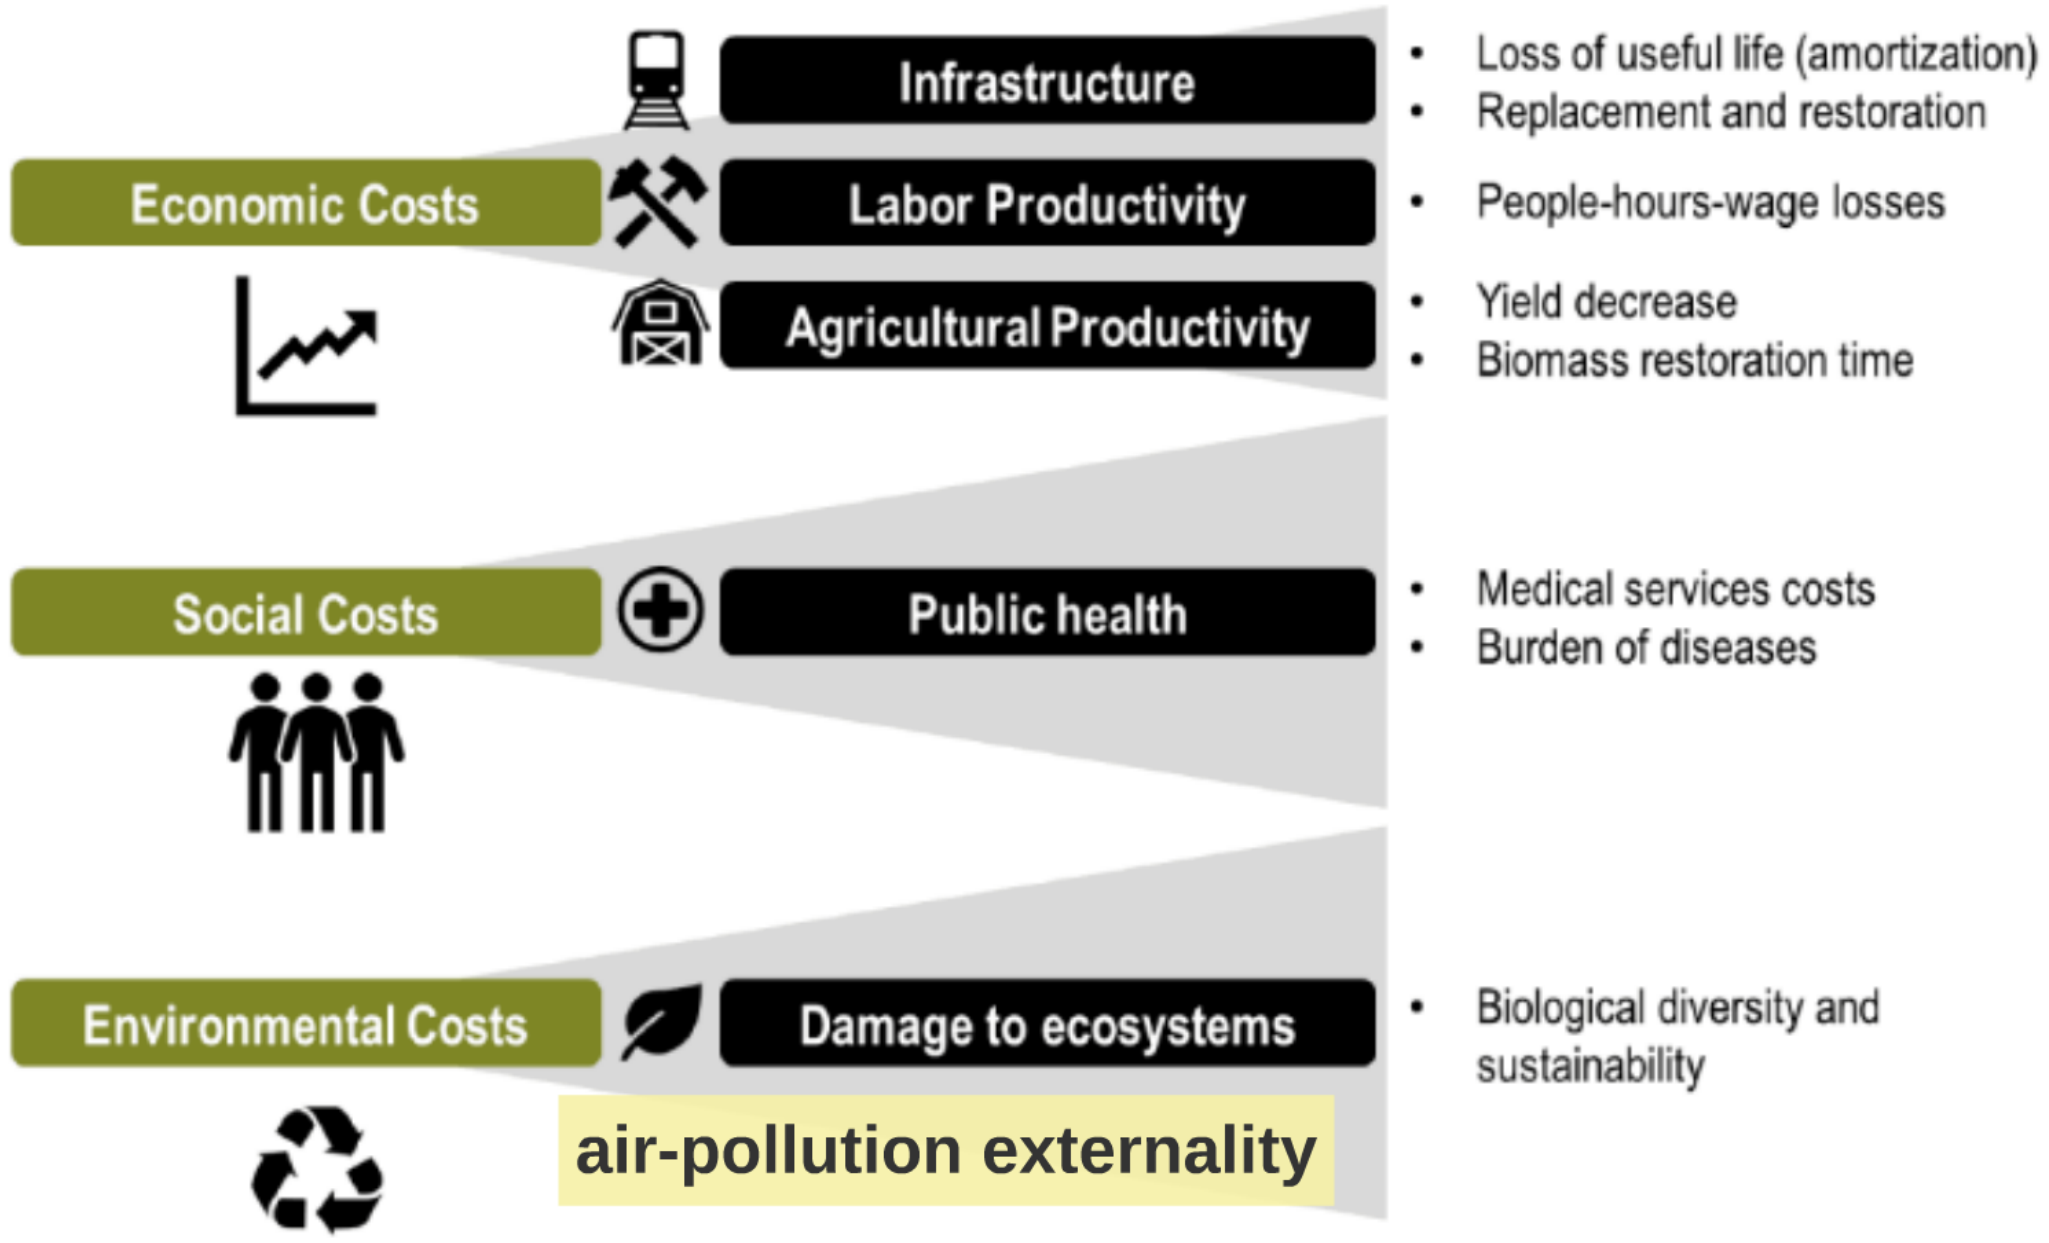 Infrastructure
• Loss of useful life (amortization)
• Replacement and restoration
Economic Costs
Labor Productivity
• People-hours-wage losses
Agricultural Productivity
• Yield decrease
• Biomass restoration time
Social Costs
Public health
• Medical services costs
• Burden of diseases
Environmental Costs
Damage to ecosystems
• Biological diversity and
sustainability
air-pollution externality